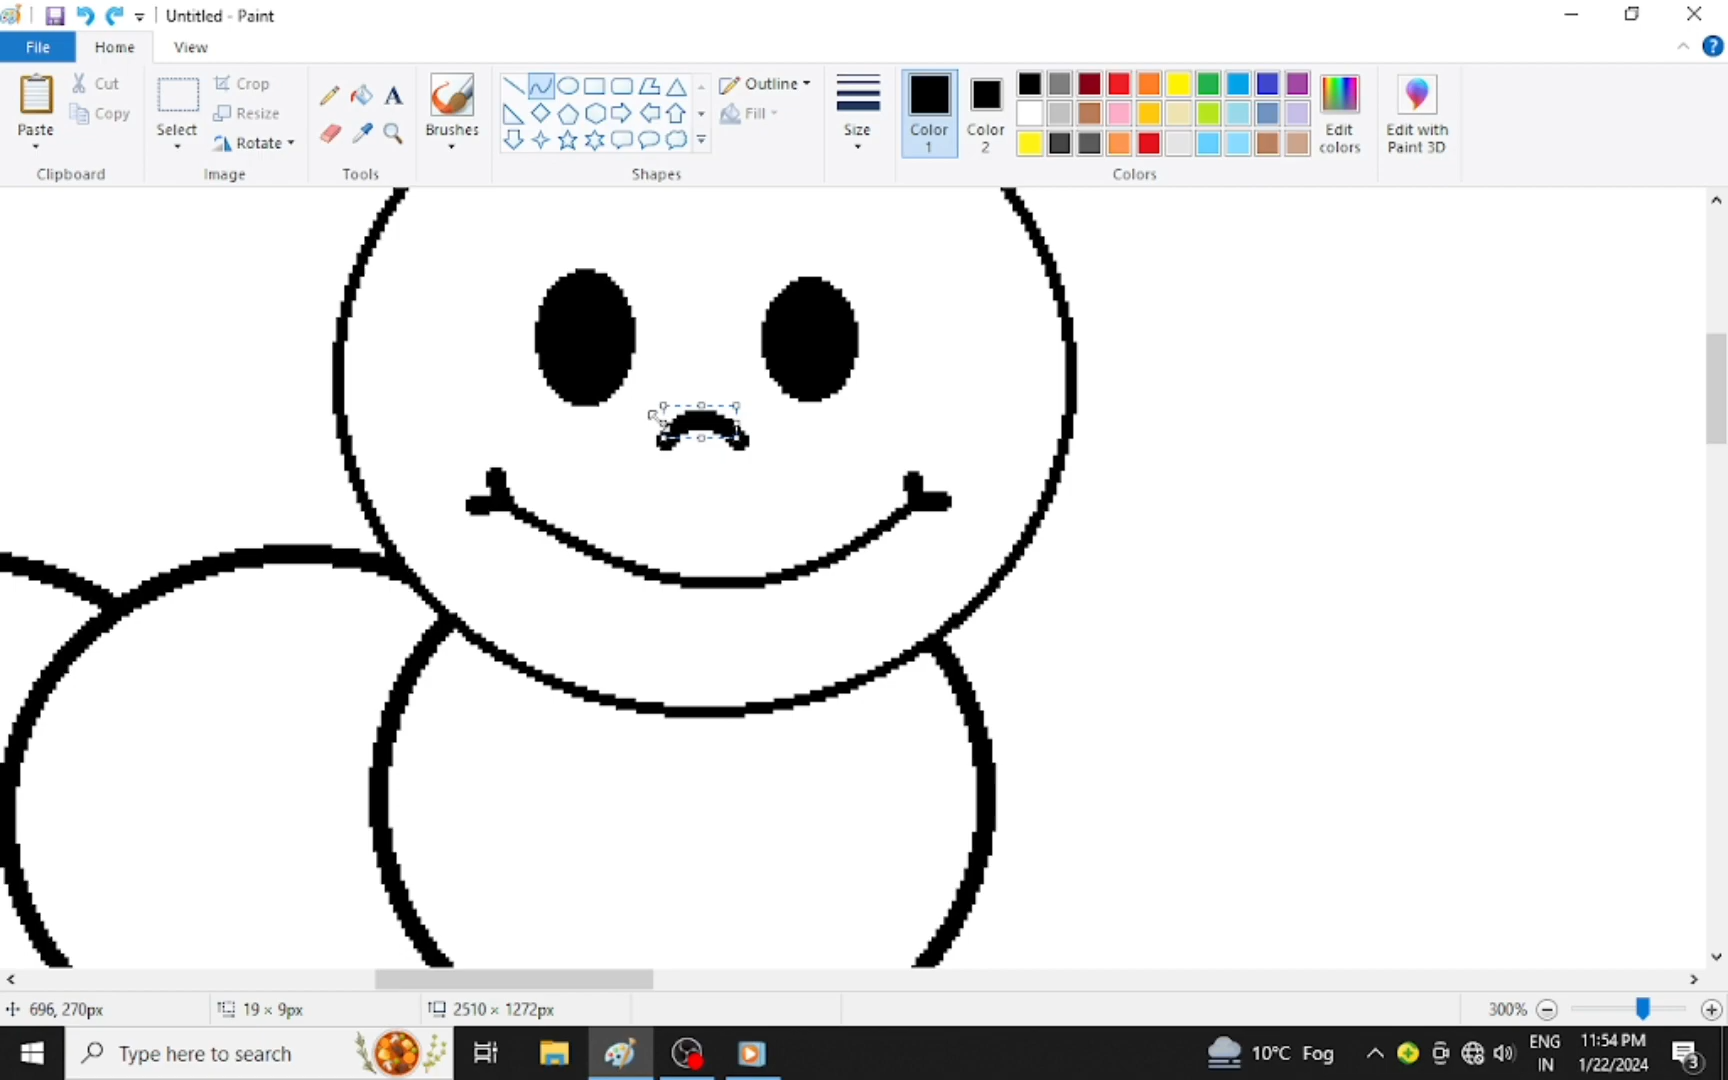 Untitled - Paint
File
Home
View
Paste
Cut
Copy
Clipboard
Select
Crop
Resize
Rotate
Image
A
Tools
Brushes
Outline
Fill
Shapes
Size
Color
1
Color
2
Edit
colors
Colors
Edit with
Paint 3D
696, 270px
19 × 9px
2510 × 1272px
300%
Type here to search
10°C Fog
ENG
IN
11:54 PM
1/22/2024
3